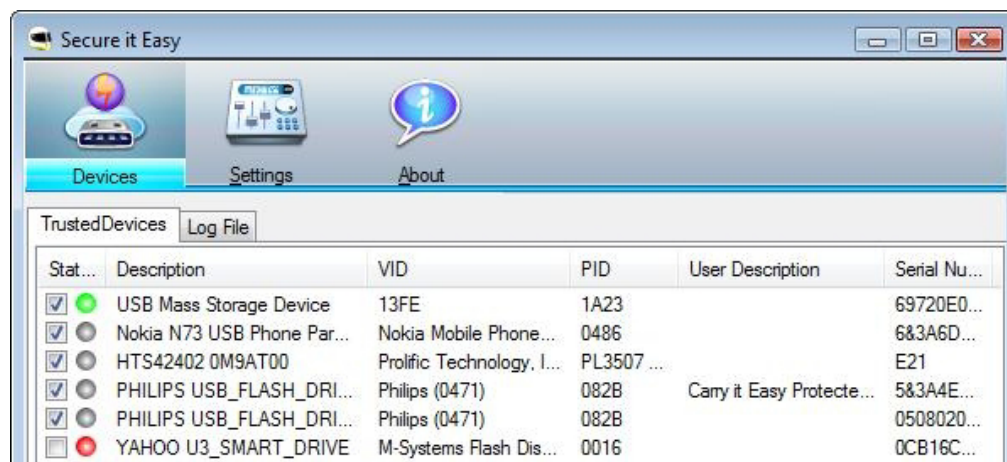 Secure it Easy
Devices Settings About
TrustedDevices Log File
Stat... Description VID PID User Description Serial Nu...
USB Mass Storage Device 13FE 1A23 69720E0...
Nokia N73 USB Phone Par... Nokia Mobile Phone... 0486 6&3A6D...
HTS42402 0M9AT00 Prolific Technology, I... PL3507 ... E21
PHILIPS USB_FLASH_DRI... Philips (0471) 082B Carry it Easy Protecte... 5&3A4E...
PHILIPS USB_FLASH_DRI... Philips (0471) 082B 0508020...
YAHOO U3_SMART_DRIVE M-Systems Flash Dis... 0016 0CB16C...